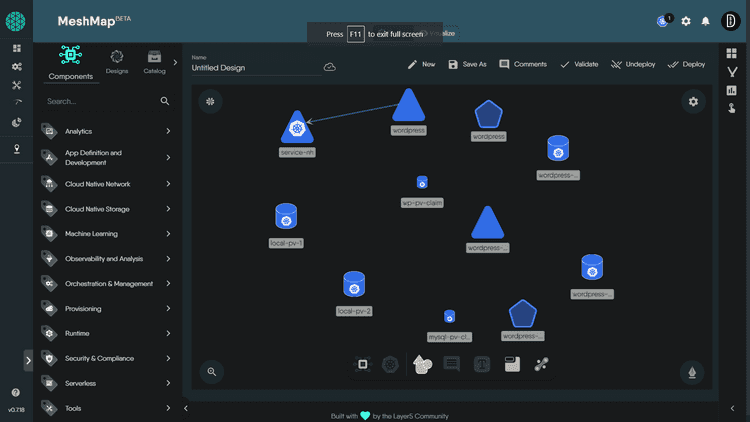 MeshMap BETA
Press F11 to exit full screen
1
Components
Designs
Catalog
Name
Untitled Design
New
Save As
Comments
Validate
Undeploy
Deploy
Search...
Analytics
App Definition and
Development
Cloud Native Network
Cloud Native Storage
Machine Learning
Observability and Analysis
Orchestration & Management
Provisioning
Runtime
Security & Compliance
Serverless
Tools
service-nh
wordpress
wordpress
wordpress-...
wp-pv-claim
local-pv-1
wordpress-...
wordpress-...
local-pv-2
mysql-pv-cl...
wordpress-...
v0.7.18
Built with by the Layer5 Community